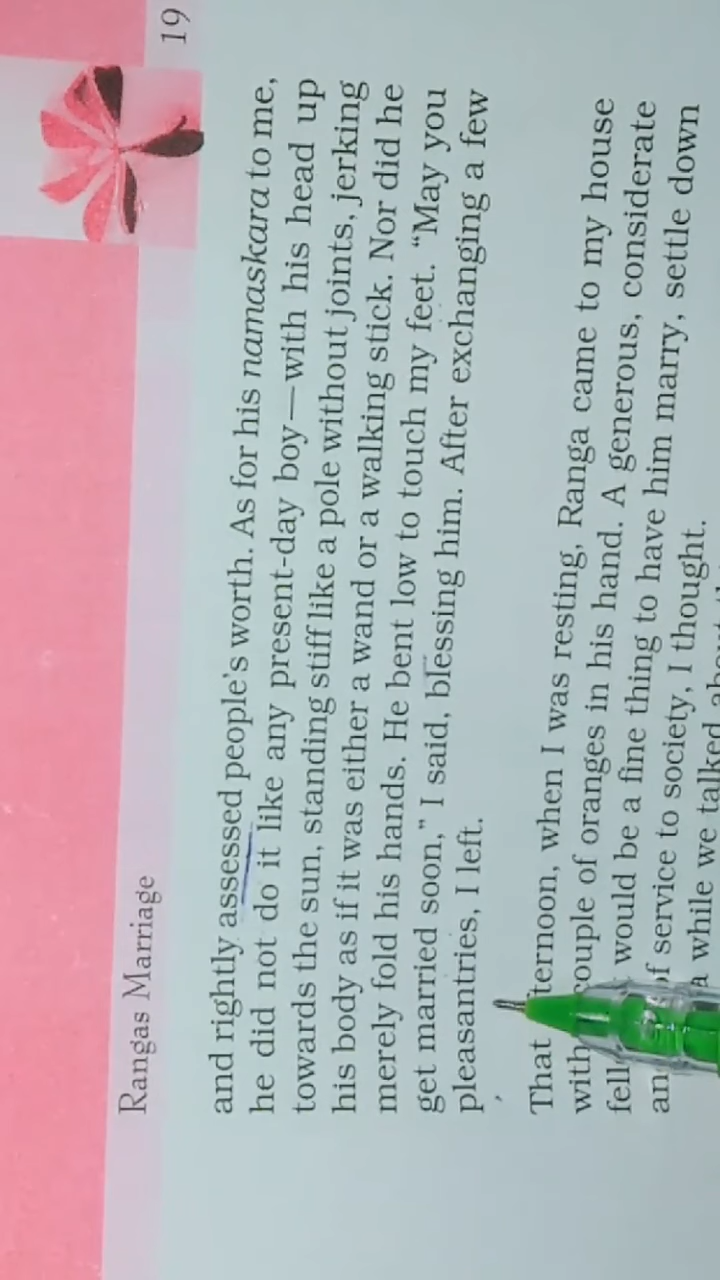 Rangas Marriage 19
and rightly assessed people's worth. As for his namaskara to me,
he did not do it like any present-day boy—with his head up
towards the sun, standing stiff like a pole without joints, jerking
his body as if it was either a wand or a walking stick. Nor did he
merely fold his hands. He bent low to touch my feet. “May you
get married soon,” I said, blessing him. After exchanging a few
pleasantries, I left.
That ternoon, when I was resting, Ranga came to my house
with couple of oranges in his hand. A generous, considerate
fell would be a fine thing to have him marry, settle down
an of service to society, I thought.
a while we talked about